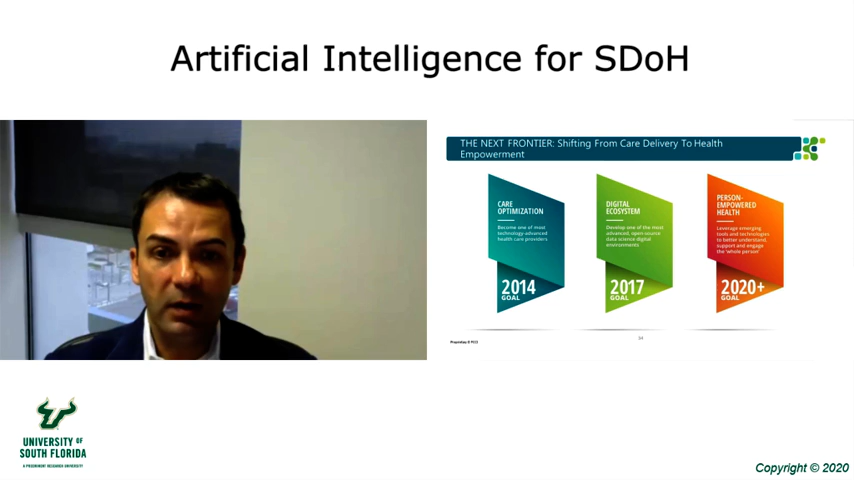 Artificial Intelligence for SDoH
THE NEXT FRONTIER: Shifting From Care Delivery To Health
Empowerment
CARE
OPTIMIZATION
Become one of most
technology-advanced
health care providers
2014
GOAL
DIGITAL
ECOSYSTEM
Develop one of the most
advanced, open-source
data science digital
environments
2017
GOAL
PERSON-
EMPOWERED
HEALTH
Leverage emerging
tools and technologies
to better understand,
support and engage
the 'whole person'
2020+
GOAL
UNIVERSITY OF
SOUTH FLORIDA
A PREEMINENT RESEARCH UNIVERSITY
Copyright © 2020